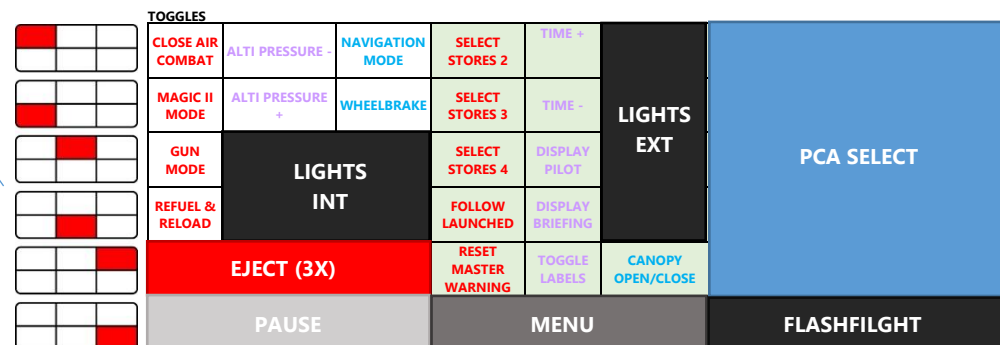 TOGGLES
CLOSE AIR
COMBAT
ALTI PRESSURE -
NAVIGATION
MODE
SELECT
STORES 2
TIME +
LIGHTS
EXT
PCA SELECT
MAGIC II
MODE
ALTI PRESSURE
+
WHEELBRAKE
SELECT
STORES 3
TIME -
GUN
MODE
LIGHTS
INT
SELECT
STORES 4
DISPLAY
PILOT
REFUEL &
RELOAD
FOLLOW
LAUNCHED
DISPLAY
BRIEFING
EJECT (3X)
RESET
MASTER
WARNING
TOGGLE
LABELS
CANOPY
OPEN/CLOSE
PAUSE
MENU
FLASHFILGHT